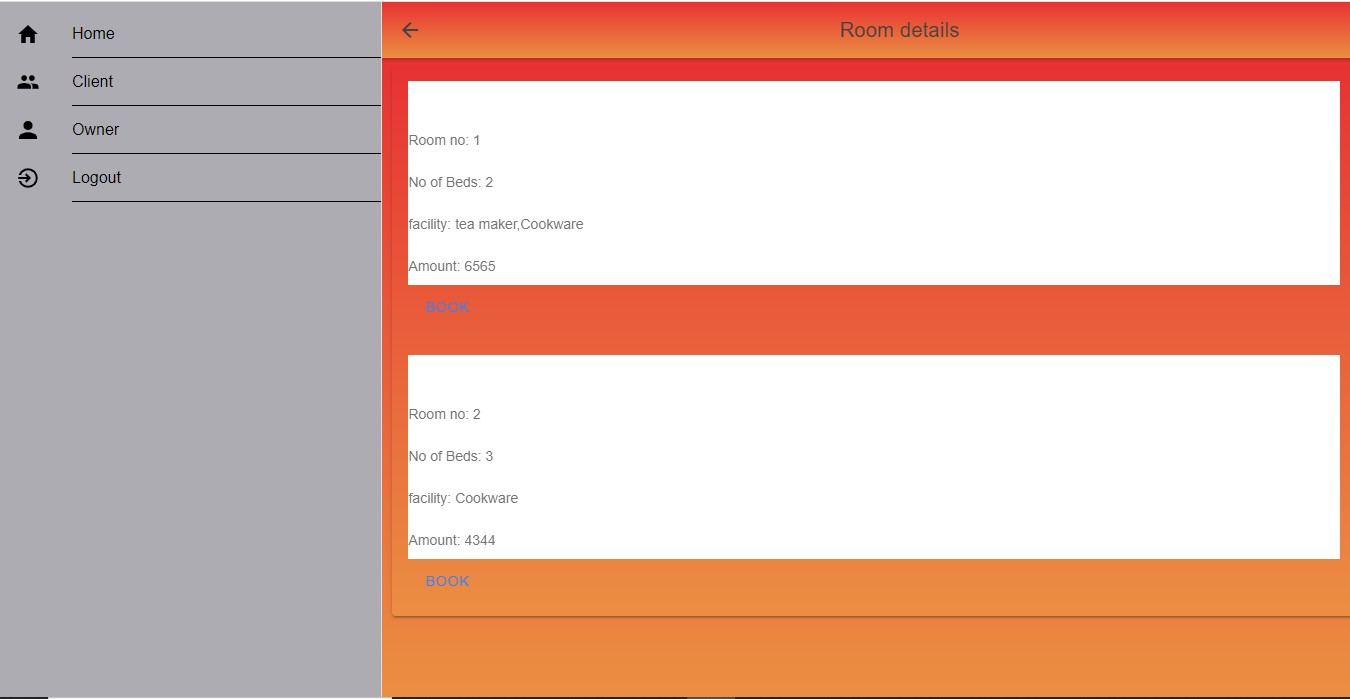 Home
Client
Owner
Logout
Room details
Room no: 1
No of Beds: 2
facility: tea maker,Cookware
Amount: 6565
BOOK
Room no: 2
No of Beds: 3
facility: Cookware
Amount: 4344
BOOK